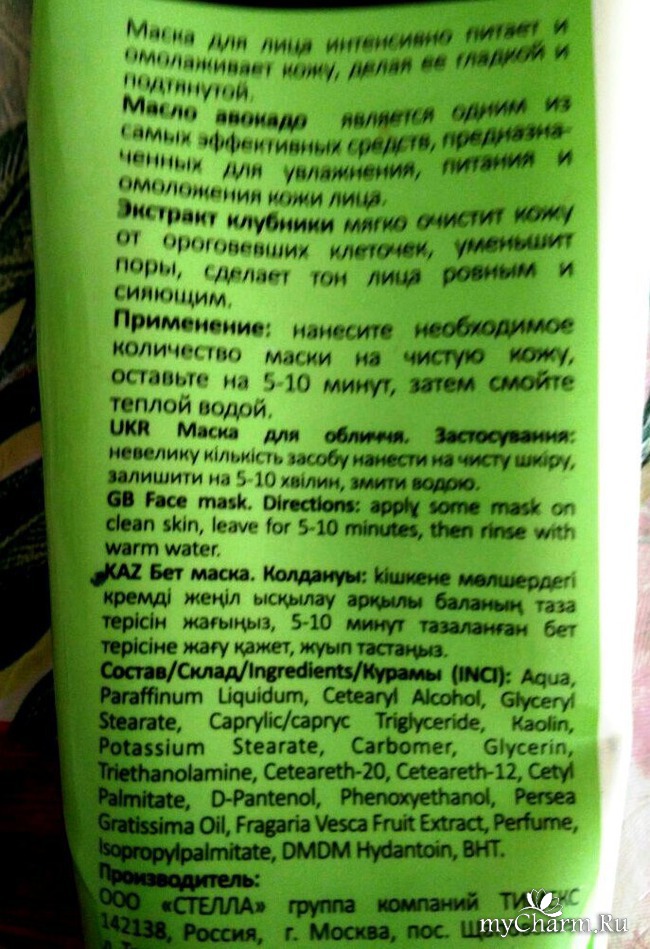 Маска для лица интенсивно питает и
омолаживает кожу, делая ее гладкой и
подтянутой.
Масло авокадо является одним из
самых эффективных средств, предназна-
ченных для увлажнения, питания и
омоложения кожи лица.
Экстракт клубники мягко очистит кожу
от ороговевших клеточек, уменьшит
поры, сделает тон лица ровным и
сияющим.
Применение: нанесите необходимое
количество маски на чистую кожу,
оставьте на 5-10 минут, затем смойте
теплой водой.
UKR Маска для обличчя. Застосування:
невелику кількість засобу нанести на чисту шкіру,
залишити на 5-10 хвілин, змити водою.
GB Face mask. Directions: apply some mask on
clean skin, leave for 5-10 minutes, then rinse with
warm water.
KAZ Бет маска. Колдануы: кішкене мөлшердегі
кремді жеңіл ысқылау арқылы баланың таза
терісін жағыңыз, 5-10 минут тазаланған бет
терісіне жағу қажет, жуып тастаңыз.
Состав/Склад/Ingredients/Курамы (INCI): Aqua,
Paraffinum Liquidum, Cetearyl Alcohol, Glyceryl
Stearate, Caprylic/capryc Triglyceride, Kaolin,
Potassium Stearate, Carbomer, Glycerin,
Triethanolamine, Ceteareth-20, Ceteareth-12, Cetyl
Palmitate, D-Pantenol, Phenoxyethanol, Persea
Gratissima Oil, Fragaria Vesca Fruit Extract, Perfume,
Isopropylpalmitate, DMDM Hydantoin, BHT.
Производитель:
ООО «СТЕЛЛА» группа компаний
142138, Россия, г. Москва, пос.
myCharm.Ru